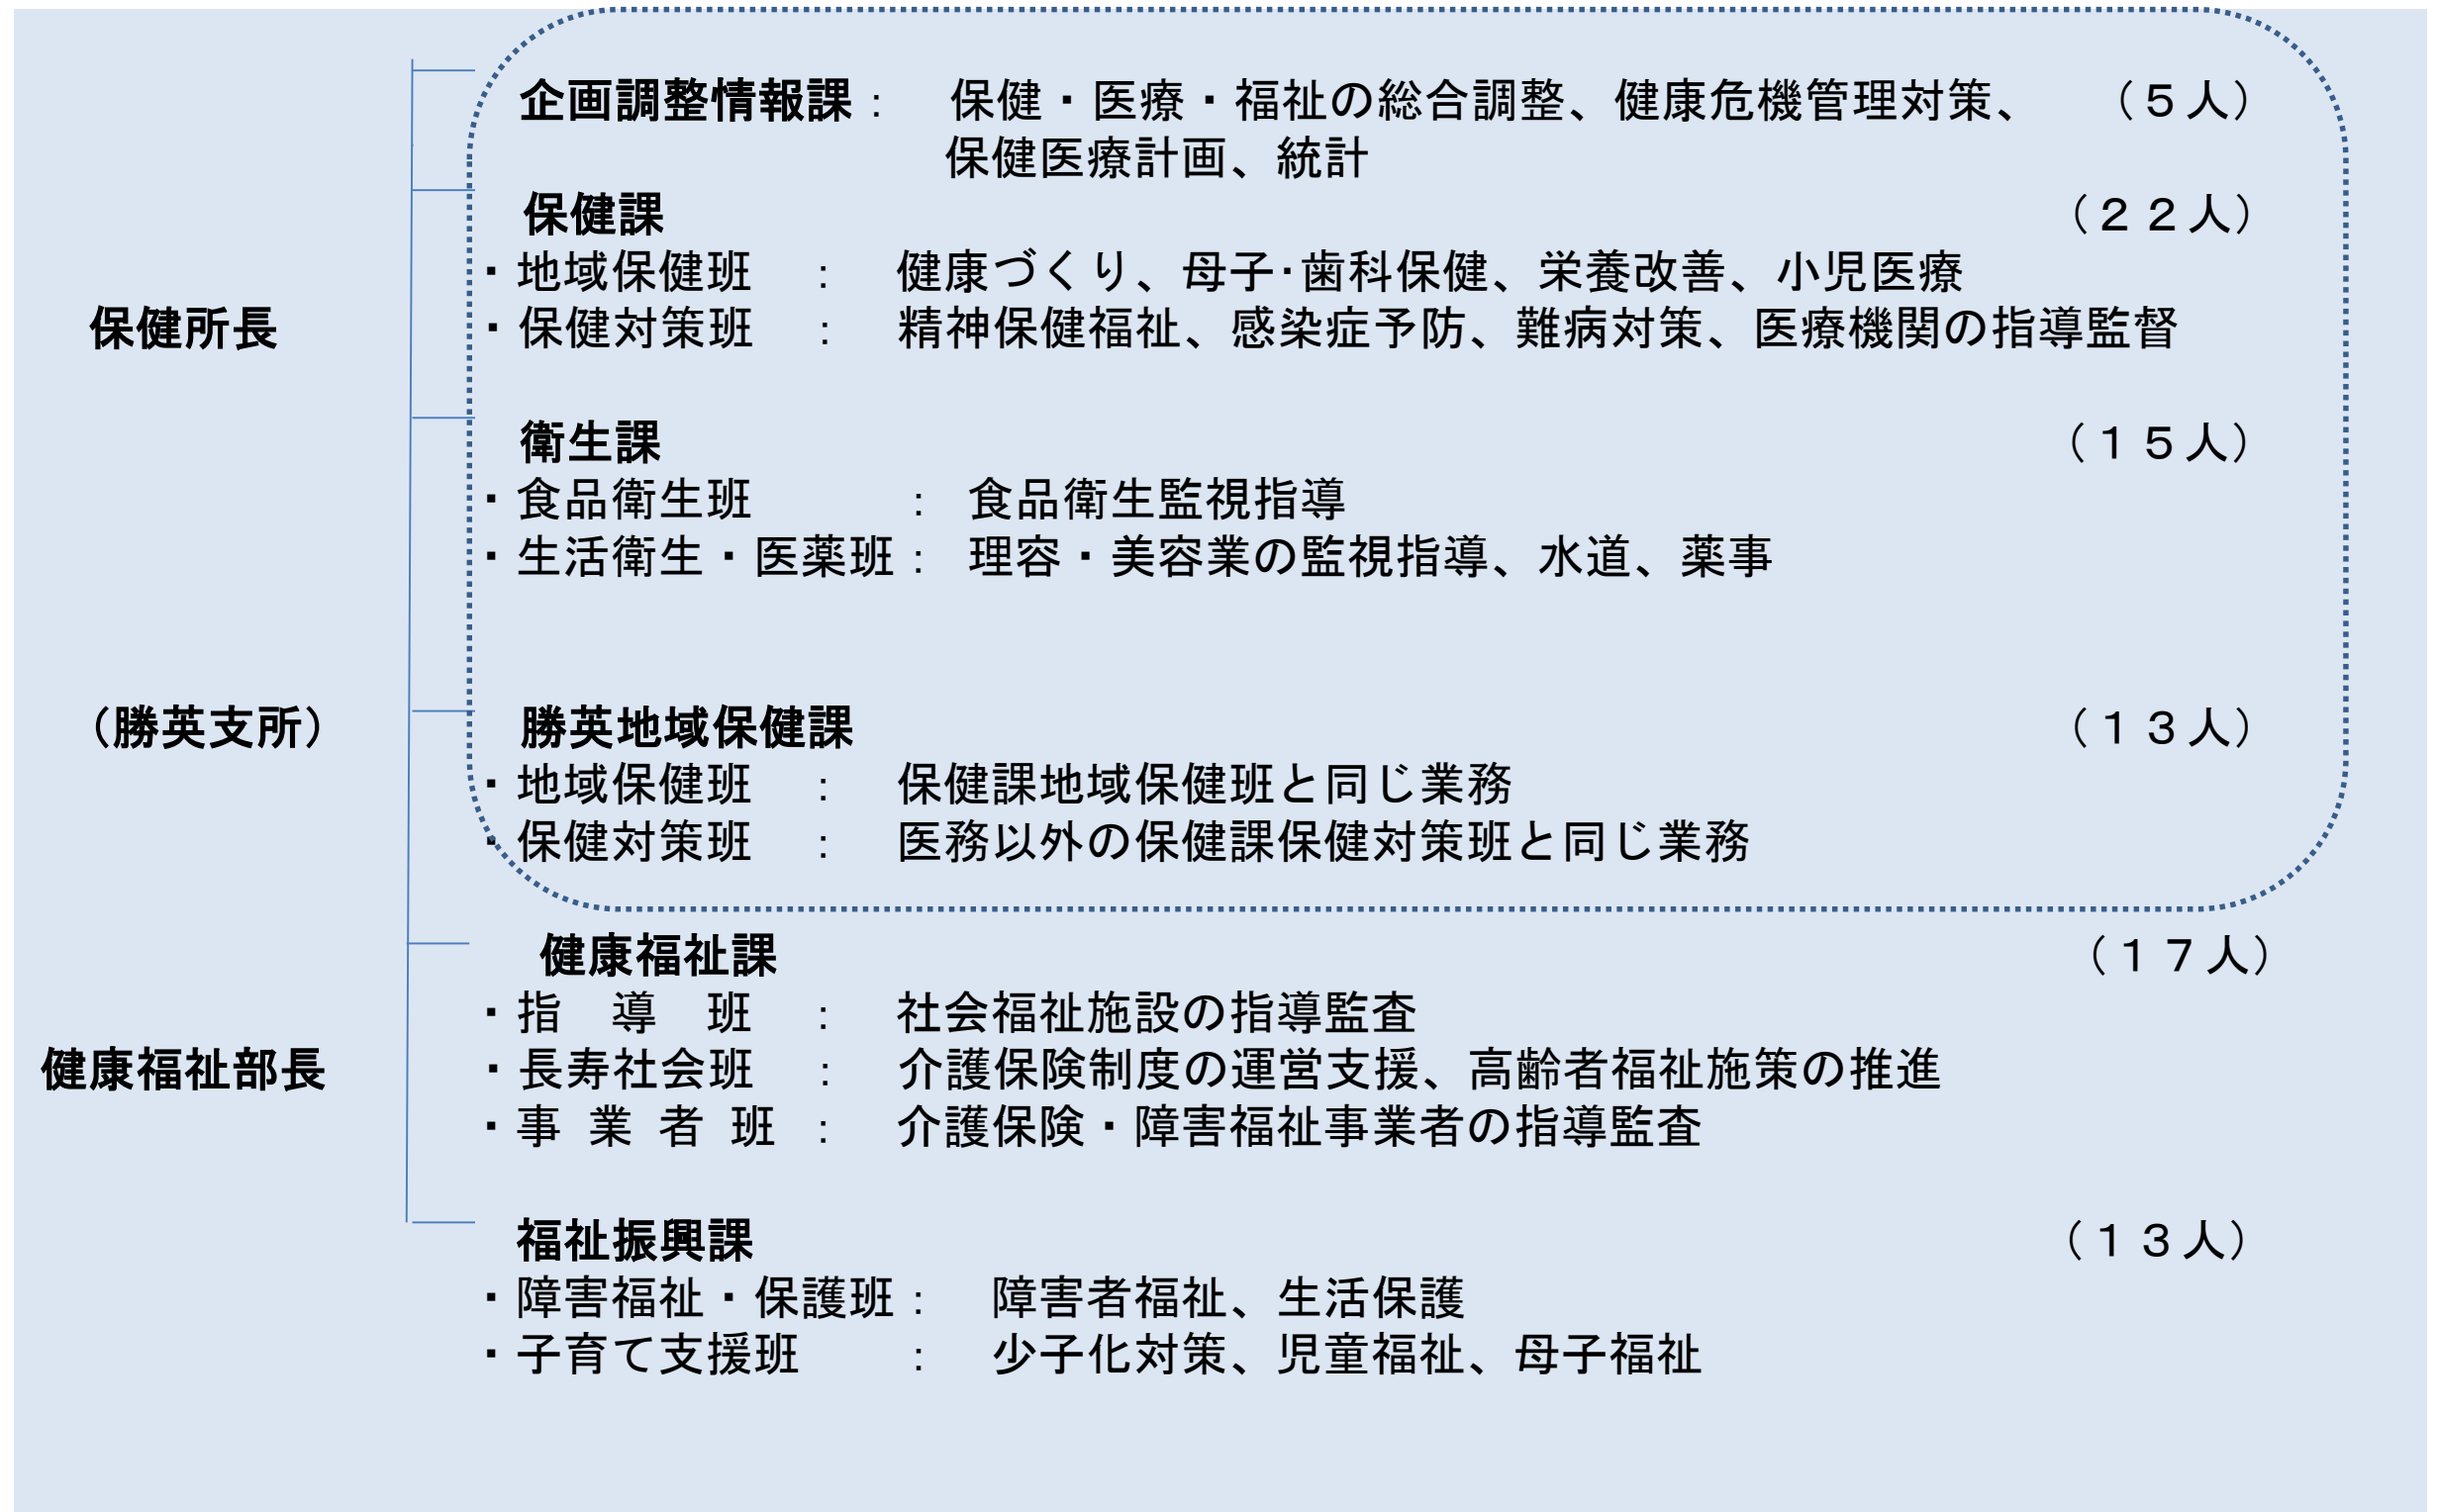 企画調整情報課：　保健・医療・福祉の総合調整、健康危機管理対策、　（５人）
保健医療計画、統計
保健課　（２２人）
・地域保健班　：　健康づくり、母子･歯科保健、栄養改善、小児医療
保健所長　・保健対策班　：　精神保健福祉、感染症予防、難病対策、医療機関の指導監督
衛生課　（１５人）
・食品衛生班　：　食品衛生監視指導
・生活衛生・医薬班：　理容・美容業の監視指導、水道、薬事
（勝英支所）　勝英地域保健課　（１３人）
・地域保健班　：　保健課地域保健班と同じ業務
・保健対策班　：　医務以外の保健課保健対策班と同じ業務
健康福祉課　（１７人）
・指　導　班　：　社会福祉施設の指導監査
健康福祉部長　・長寿社会班　：　介護保険制度の運営支援、高齢者福祉施策の推進
・事 業 者 班　：　介護保険・障害福祉事業者の指導監査
福祉振興課　（１３人）
・障害福祉・保護班：　障害者福祉、生活保護
・子育て支援班　：　少子化対策、児童福祉、母子福祉